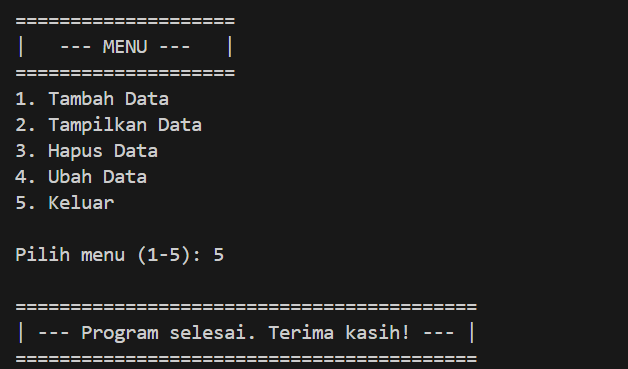 ====================
|   --- MENU ---   |
====================
1. Tambah Data
2. Tampilkan Data
3. Hapus Data
4. Ubah Data
5. Keluar
Pilih menu (1-5): 5
==========================================
| --- Program selesai. Terima kasih! --- |
==========================================